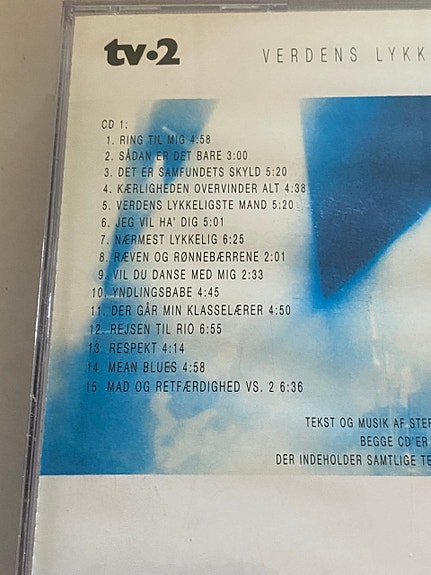 tv·2
VERDENS LYKK
CD 1:
1. RING TIL MIG 4:58
2. SÅDAN ER DET BARE 3:00
3. DET ER SAMFUNDETS SKYLD 5:20
4. KÆRLIGHEDEN OVERVINDER ALT 4:38
5. VERDENS LYKKELIGSTE MAND 5:20
6. JEG VIL HA' DIG 5:01
7. NÆRMEST LYKKELIG 6:25
8. RÆVEN OG RØNNEBÆRRENE 2:01
9. VIL DU DANSE MED MIG 2:33
10. YNDLINGSBABE 4:45
11. DER GÅR MIN KLASSELÆRER 4:50
12. REJSEN TIL RIO 6:55
13. RESPEKT 4:14
14. MEAN BLUES 4:58
15. MAD OG RETFÆRDIGHED VS. 2 6:36
TEKST OG MUSIK AF STEF
BEGGE CD'ER
DER INDEHOLDER SAMTLIGE TE